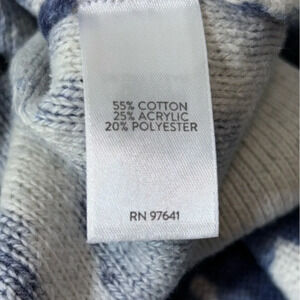 55% COTTON
25% ACRYLIC
20% POLYESTER
RN 97641